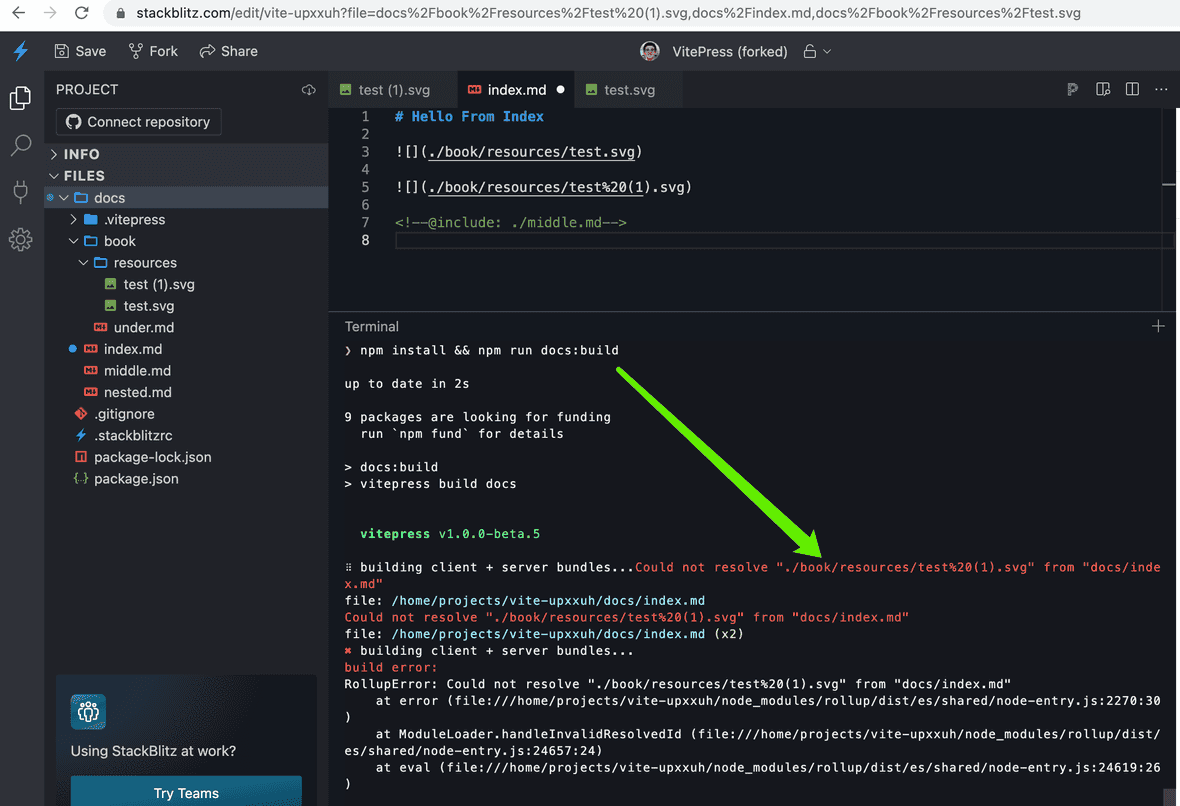 stackblitz.com/edit/vite-upxxuh?file=docs%2Fbook%2Fresources%2Ftest%20(1).svg,docs%2Findex.md,docs%2Fbook%2Fresources%2Ftest.svg
Save Fork Share VitePress (forked)
PROJECT
Connect repository
INFO
FILES
docs
.vitepress
book
resources
test (1).svg
test.svg
under.md
index.md
middle.md
nested.md
.gitignore
.stackblitzrc
package-lock.json
package.json
Using StackBlitz at work?
Try Teams
test (1).svg index.md test.svg
1 # Hello From Index
2
3 ![](./book/resources/test.svg)
4
5 ![](./book/resources/test%20(1).svg)
6
7 <!--@include: ./middle.md-->
8
Terminal
❯ npm install && npm run docs:build
up to date in 2s
9 packages are looking for funding
run `npm fund` for details
> docs:build
> vitepress build docs
vitepress v1.0.0-beta.5
⠿ building client + server bundles...Could not resolve "./book/resources/test%20(1).svg" from "docs/inde
x.md"
file: /home/projects/vite-upxxuh/docs/index.md
Could not resolve "./book/resources/test%20(1).svg" from "docs/index.md"
file: /home/projects/vite-upxxuh/docs/index.md (x2)
✖ building client + server bundles...
build error:
RollupError: Could not resolve "./book/resources/test%20(1).svg" from "docs/index.md"
at error (file:///home/projects/vite-upxxuh/node_modules/rollup/dist/es/shared/node-entry.js:2270:30
)
at ModuleLoader.handleInvalidResolvedId (file:///home/projects/vite-upxxuh/node_modules/rollup/dist/
es/shared/node-entry.js:24657:24)
at eval (file:///home/projects/vite-upxxuh/node_modules/rollup/dist/es/shared/node-entry.js:24619:26
)